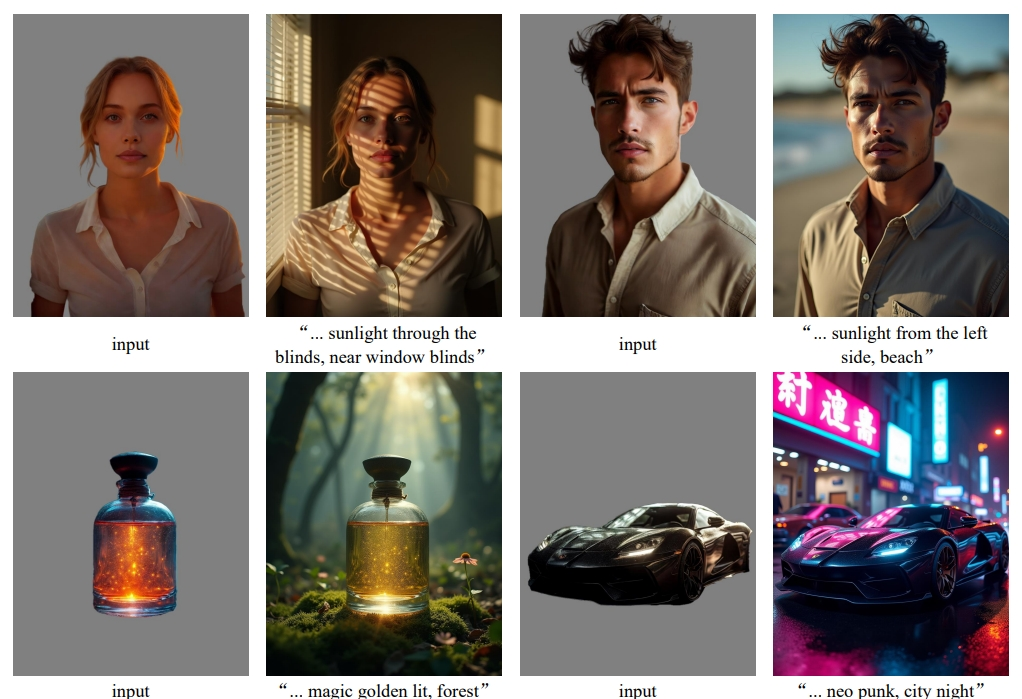 input
“... sunlight through the
blinds, near window blinds”
input
“... sunlight from the left
side, beach”
input
“... magic golden lit, forest”
input
“... neo punk, city night”